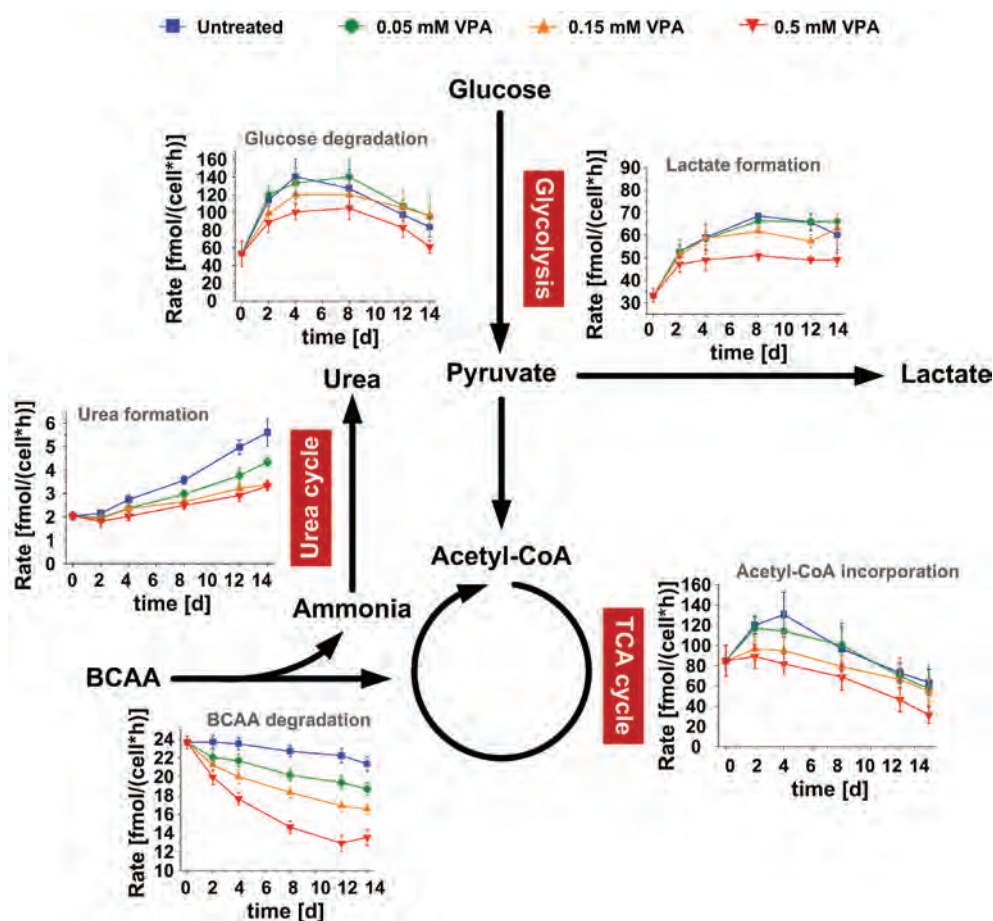 Untreated 0.05 mM VPA 0.15 mM VPA 0.5 mM VPA
Glucose
Glucose degradation
Rate [fmol/(cell*h)]
160
140
120
100
80
60
40
20
0
0 2 4 6 8 10 12 14
time [d]
Glycolysis
Lactate formation
Rate [fmol/(cell*h)]
90
80
70
60
50
40
30
0 2 4 6 8 10 12 14
time [d]
Urea
Pyruvate
Lactate
Urea formation
Rate [fmol/(cell*h)]
6
5
4
3
2
1
0
0 2 4 6 8 10 12 14
time [d]
Urea cycle
Acetyl-CoA
Ammonia
BCAA
TCA cycle
Acetyl-CoA incorporation
Rate [fmol/(cell*h)]
160
140
120
100
80
60
40
20
0
0 2 4 6 8 10 12 14
time [d]
BCAA degradation
Rate [fmol/(cell*h)]
24
22
20
18
16
14
12
10
0 2 4 6 8 10 12 14
time [d]